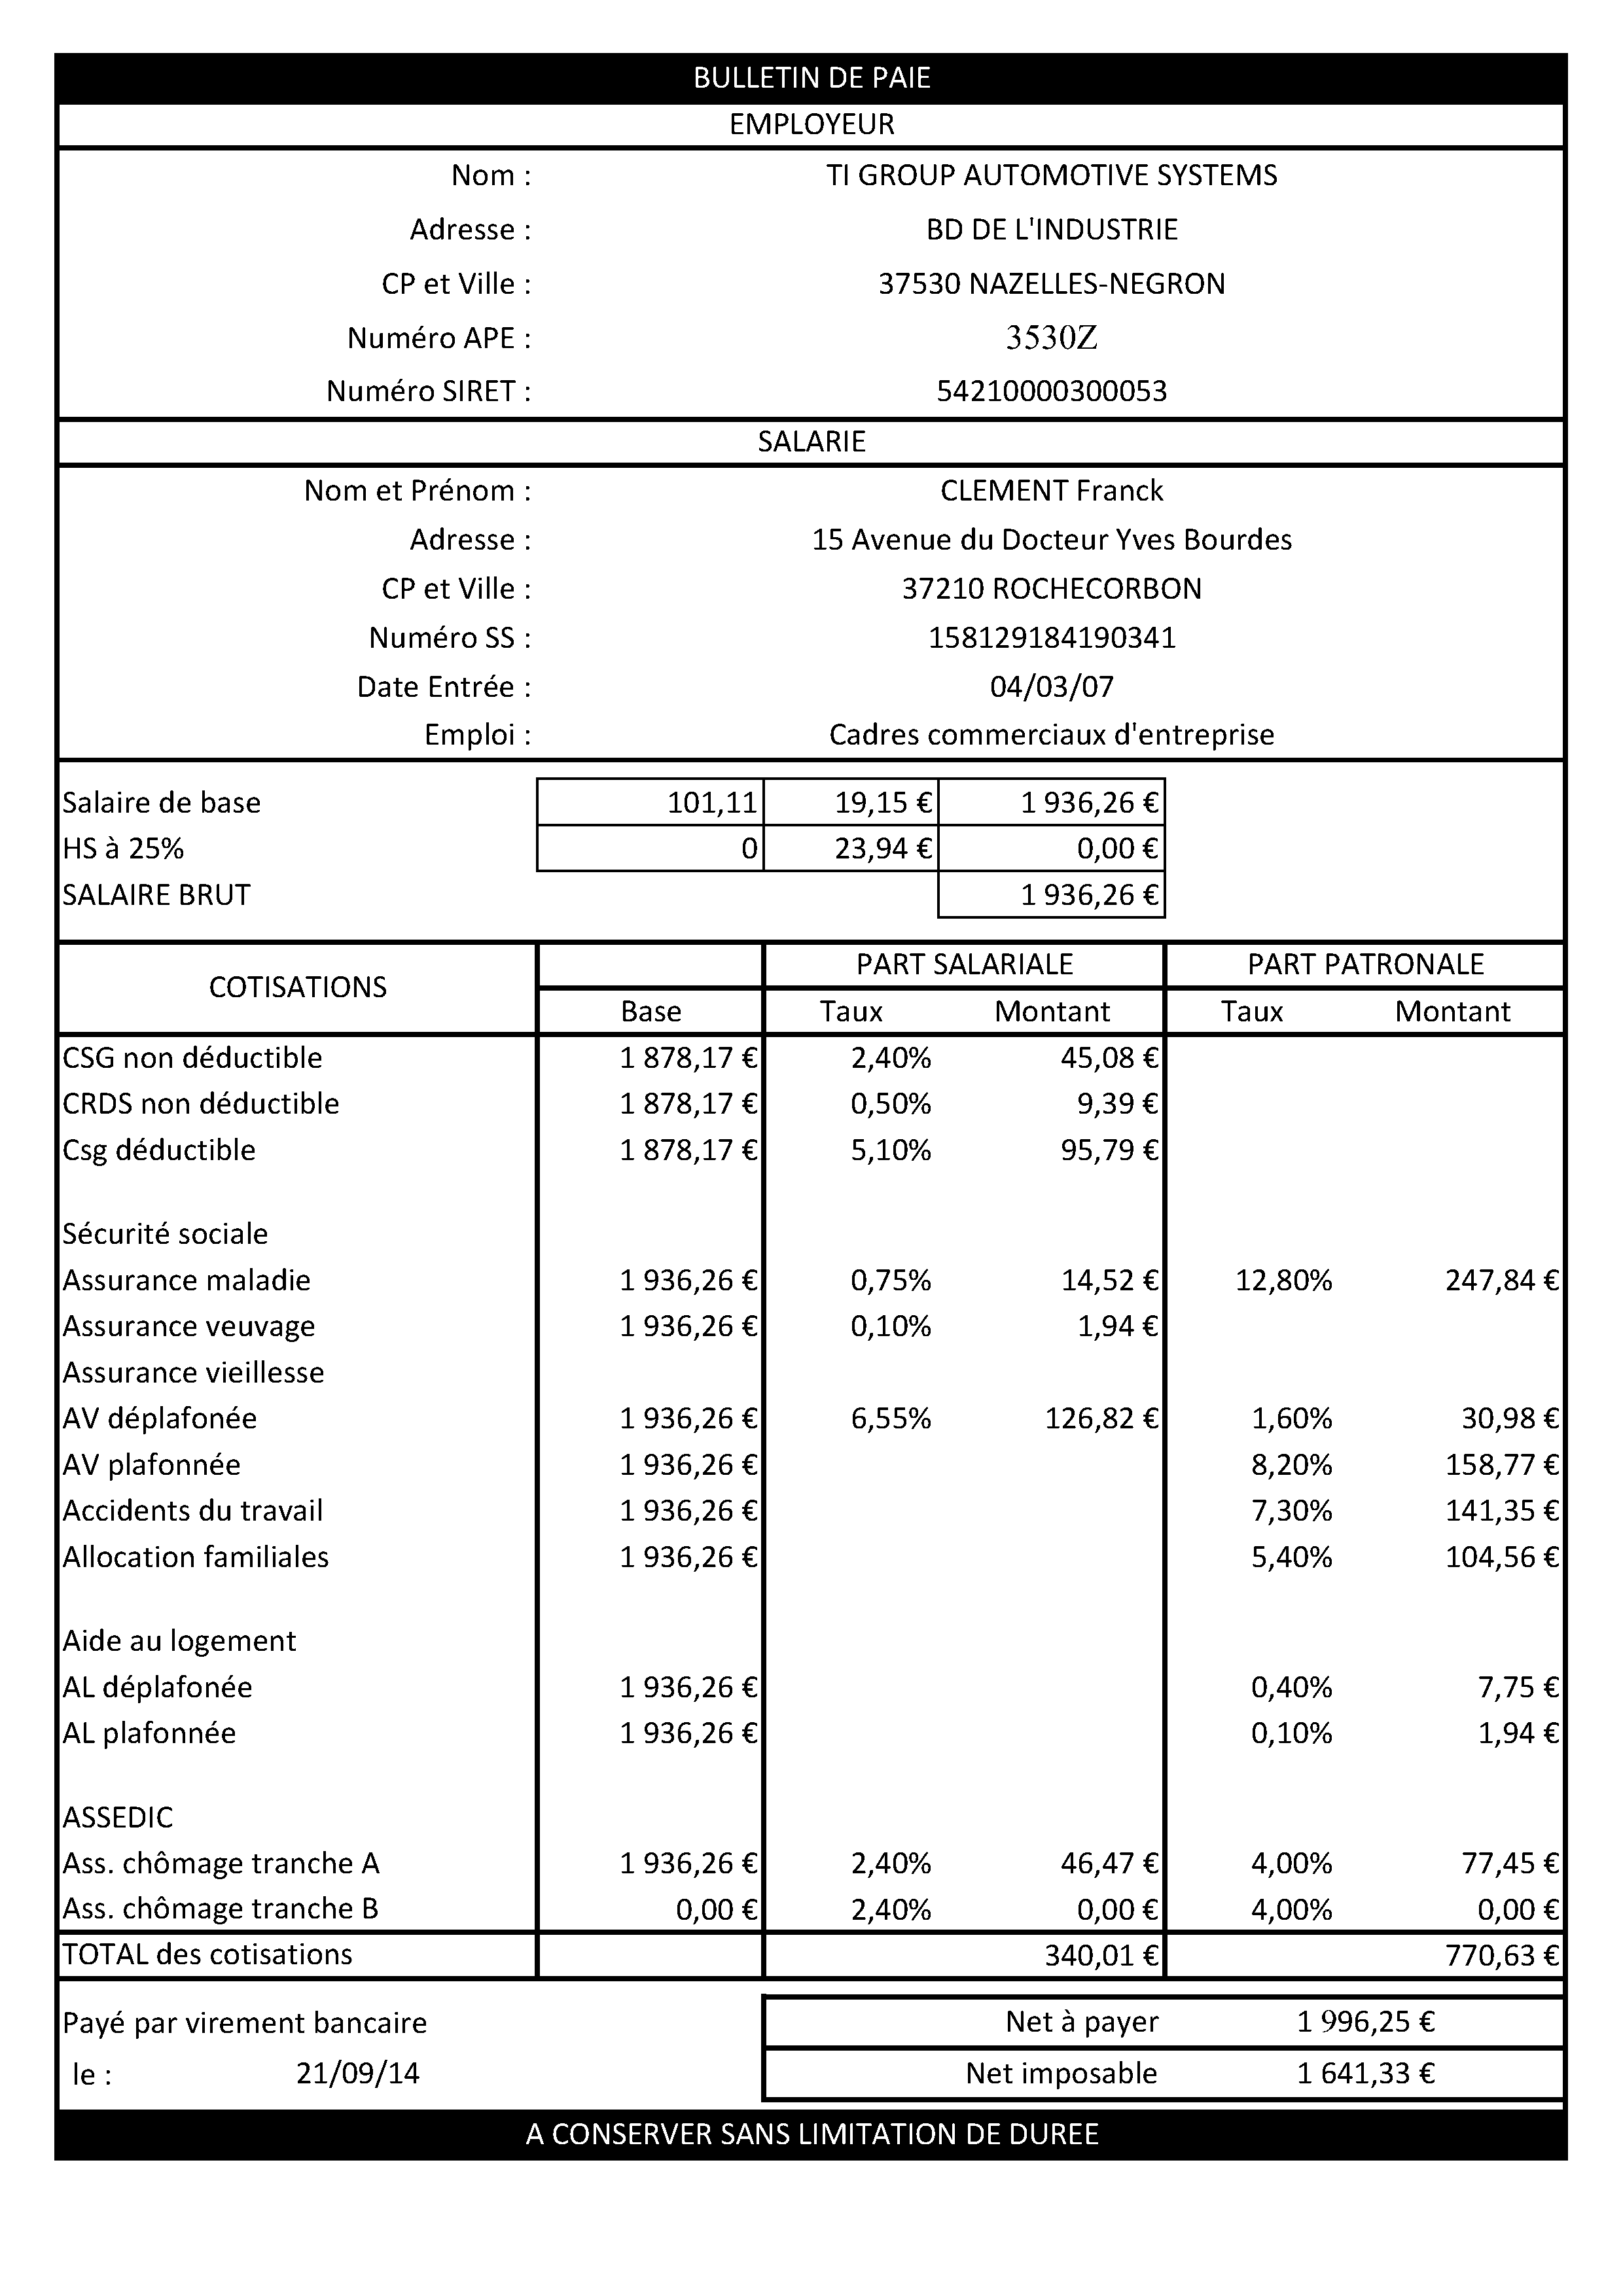 BULLETIN DE PAIE
EMPLOYEUR
Nom : TI GROUP AUTOMOTIVE SYSTEMS
Adresse : BD DE L'INDUSTRIE
CP et Ville : 37530 NAZELLES-NEGRON
Numéro APE : 3530Z
Numéro SIRET : 54210000300053
SALARIE
Nom et Prénom : CLEMENT Franck
Adresse : 15 Avenue du Docteur Yves Bourdes
CP et Ville : 37210 ROCHECORBON
Numéro SS : 158129184190341
Date Entrée : 04/03/07
Emploi : Cadres commerciaux d'entreprise
Salaire de base 101,11 19,15 € 1 936,26 €
HS à 25% 0 23,94 € 0,00 €
SALAIRE BRUT 1 936,26 €
COTISATIONS PART SALARIALE PART PATRONALE
Base Taux Montant Taux Montant
CSG non déductible 1 878,17 € 2,40% 45,08 €
CRDS non déductible 1 878,17 € 0,50% 9,39 €
Csg déductible 1 878,17 € 5,10% 95,79 €
Sécurité sociale
Assurance maladie 1 936,26 € 0,75% 14,52 € 12,80% 247,84 €
Assurance veuvage 1 936,26 € 0,10% 1,94 €
Assurance vieillesse
AV déplafonée 1 936,26 € 6,55% 126,82 € 1,60% 30,98 €
AV plafonnée 1 936,26 € 8,20% 158,77 €
Accidents du travail 1 936,26 € 7,30% 141,35 €
Allocation familiales 1 936,26 € 5,40% 104,56 €
Aide au logement
AL déplafonée 1 936,26 € 0,40% 7,75 €
AL plafonnée 1 936,26 € 0,10% 1,94 €
ASSEDIC
Ass. chômage tranche A 1 936,26 € 2,40% 46,47 € 4,00% 77,45 €
Ass. chômage tranche B 0,00 € 2,40% 0,00 € 4,00% 0,00 €
TOTAL des cotisations 340,01 € 770,63 €
Payé par virement bancaire Net à payer 1 996,25 €
le : 21/09/14 Net imposable 1 641,33 €
A CONSERVER SANS LIMITATION DE DUREE